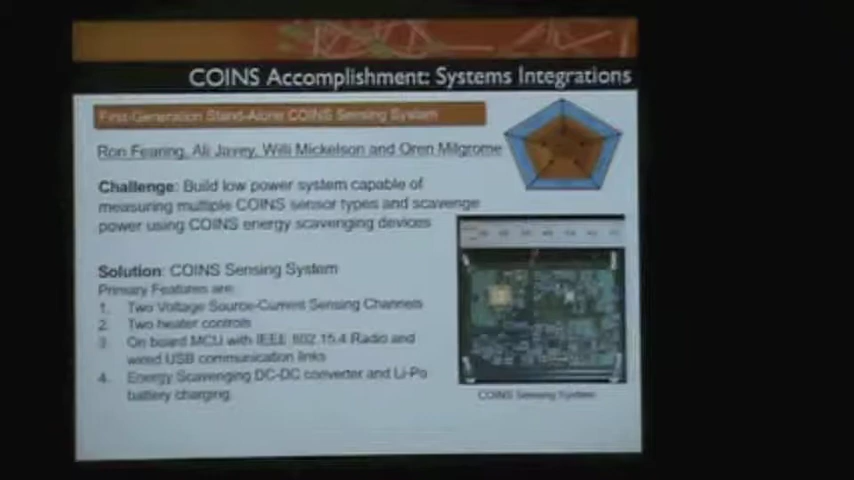 COINS Accomplishment: Systems Integrations
First-Generation Stand-Alone COINS Sensing System
Ron Fearing, Ali Javey, Willi Mickelson and Oren Milgrome
Challenge: Build low power system capable of
measuring multiple COINS sensor types and scavenge
power using COINS energy scavenging devices
Solution: COINS Sensing System
Primary Features are:
1. Two Voltage Source-Current Sensing Channels
2. Two heater controls
3. On board MCU with IEEE 802.15.4 Radio and
wired USB communication links
4. Energy Scavenging DC-DC converter and Li-Po
battery charging.
COINS Sensing System